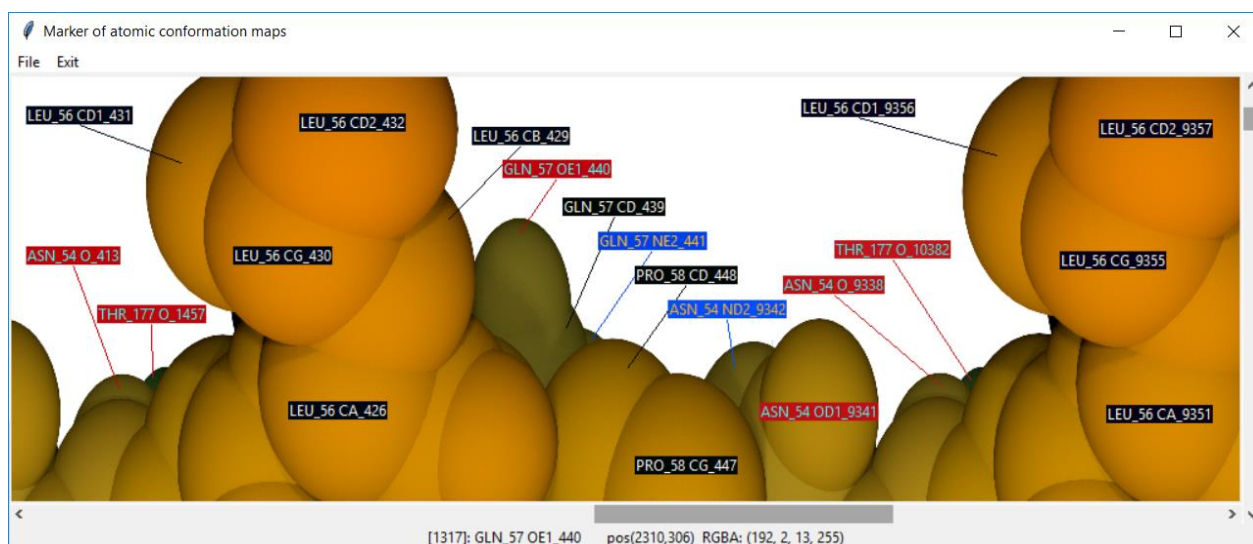 Marker of atomic conformation maps
File Exit
LEU_56 CD1_431
LEU_56 CD2_432
LEU_56 CB_429
GLN_57 OE1_440
GLN_57 CD_439
GLN_57 NE2_441
PRO_58 CD_448
ASN_54 ND2_9342
LEU_56 CD1_9356
LEU_56 CD2_9357
THR_177 O_10382
ASN_54 O_9338
LEU_56 CG_9355
ASN_54 O_413
LEU_56 CG_430
THR_177 O_1457
LEU_56 CA_426
ASN_54 OD1_9341
LEU_56 CA_9351
PRO_58 CG_447
[1317]: GLN_57 OE1_440 pos(2310,306) RGBA: (192, 2, 13, 255)